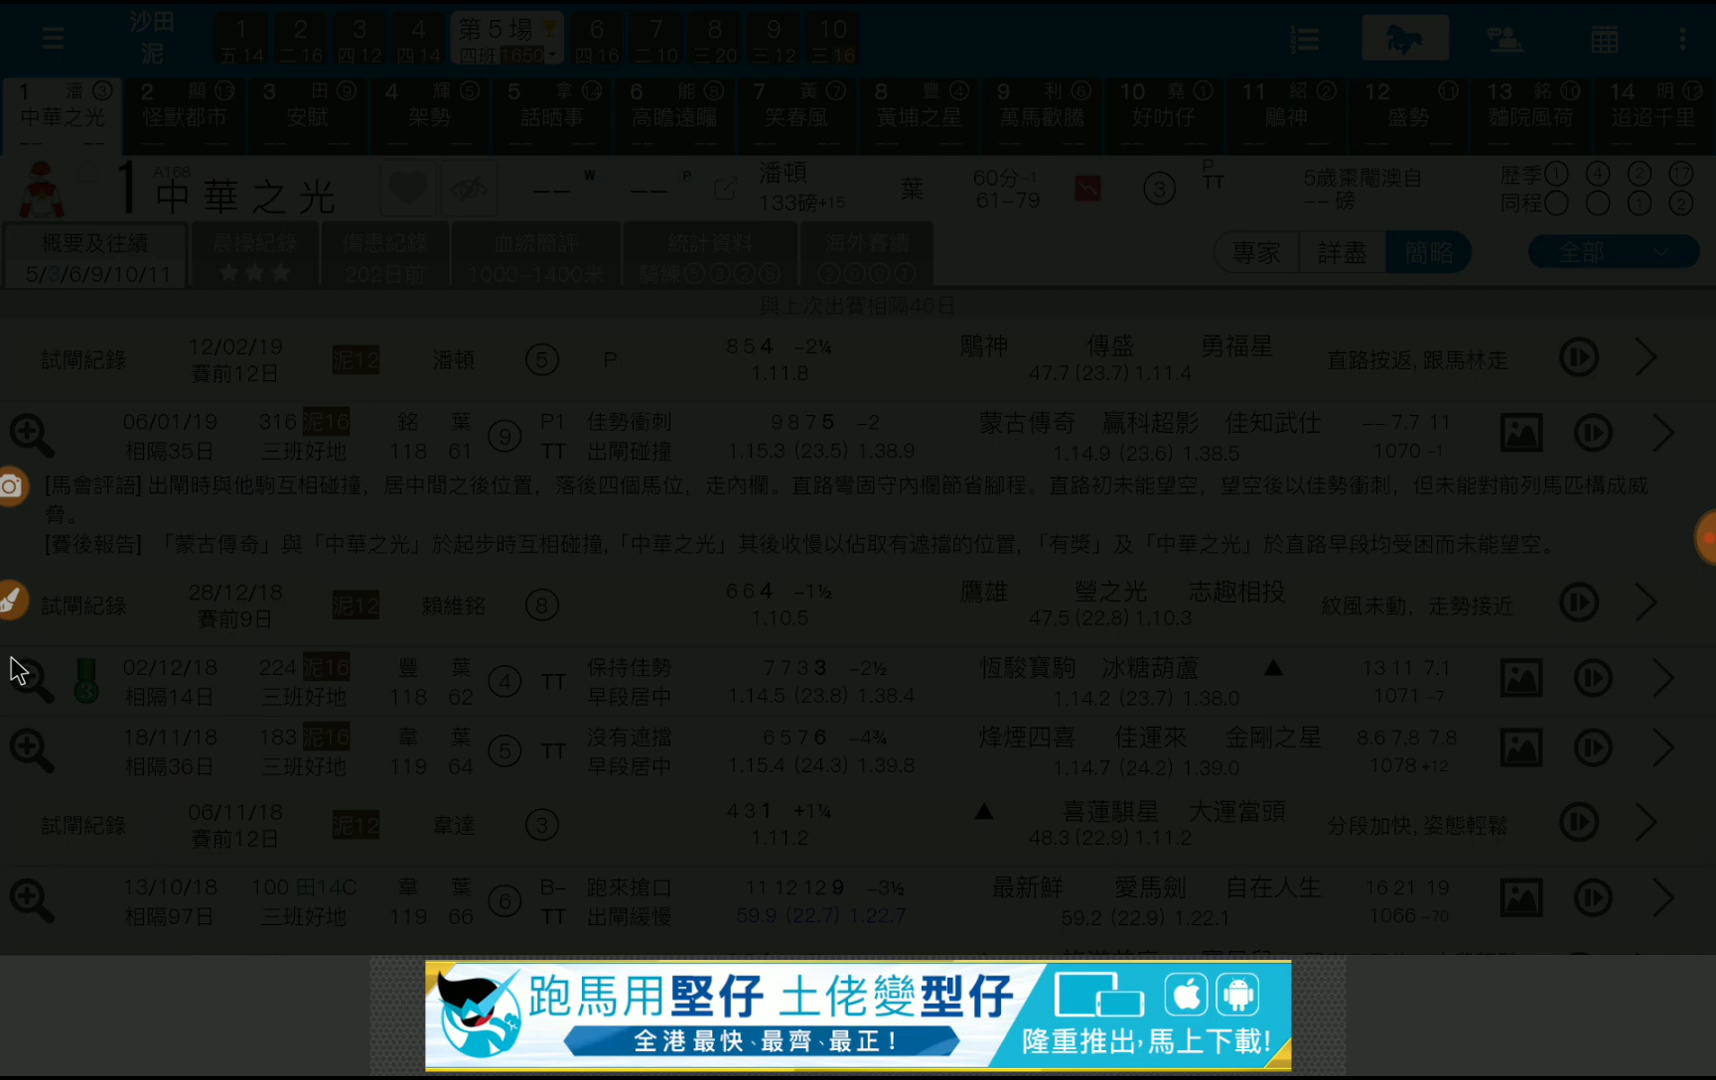 沙田 1 2 3 4 第5場 6 7 8 9 10
泥 五14 二16 四12 四14 四班1650 四16 二10 三20 三12 三16
1 潘③ 2 顯⑬ 3 田⑨ 4 輝⑤ 5 拿⑭ 6 能⑧ 7 黃⑦ 8 豐④ 9 利⑥ 10 堯① 11 紹② 12 ⑪ 13 銘⑩ 14 明⑫
中華之光 怪獸都市 安賦 架勢 話晒事 高瞻遠矚 笑春風 黃埔之星 萬馬歡騰 好叻仔 鵰神 盛勢 麯院風荷 迢迢千里
-- -- -- -- -- -- -- -- -- -- -- -- -- -- -- -- -- -- -- -- -- -- -- -- -- -- -- --
1 A168 中華之光 -- W -- P 潘頓 葉 60分-1 ③ P 5歲棗閹澳自 歷季① ④ ② ⑰
133磅+15 61-79 TT -- 磅 同程 ① ②
概要及往績 晨操紀錄 傷患紀錄 血統簡評 統計資料 海外賽績
5/3/6/9/10/11 ★★★ 202日前 1000-1400米 專家 詳盡 簡略 全部
與上次出賽相隔46日
試閘紀錄 12/02/19 泥12 潘頓 ⑤ P 8 5 4 -2¼ 鵰神 傳盛 勇福星 直路按返, 跟馬林走
賽前12日 1.11.8 47.7 (23.7) 1.11.4
06/01/19 316 泥16 銘 葉 ⑨ P1 佳勢衝刺 9 8 7 5 -2 蒙古傳奇 贏科超影 佳知武仕 -- 7.7 11
相隔35日 三班好地 118 61 TT 出閘碰撞 1.15.3 (23.5) 1.38.9 1.14.9 (23.6) 1.38.5 1070 -1
[馬會評語] 出閘時與他駒互相碰撞，居中間之後位置，落後四個馬位，走內欄。直路彎固守內欄節省腳程。直路初未能望空，望空後以佳勢衝刺，但未能對前列馬匹構成威
脅。
[賽後報告] 「蒙古傳奇」與「中華之光」於起步時互相碰撞,「中華之光」其後收慢以佔取有遮擋的位置,「有獎」及「中華之光」於直路早段均受困而未能望空。
試閘紀錄 28/12/18 泥12 賴維銘 ⑧ 6 6 4 -1½ 鷹雄 瑩之光 志趣相投 紋風未動，走勢接近
賽前9日 1.10.5 47.5 (22.8) 1.10.3
3 02/12/18 224 泥16 豐 葉 ④ TT 保持佳勢 7 7 3 3 -2½ 恆駿寶駒 冰糖葫蘆 ▲ 13 11 7.1
相隔14日 三班好地 118 62 早段居中 1.14.5 (23.8) 1.38.4 1.14.2 (23.7) 1.38.0 1071 -7
18/11/18 183 泥16 韋 葉 ⑤ TT 沒有遮擋 6 5 7 6 -4¾ 烽煙四喜 佳運來 金剛之星 8.6 7.8 7.8
相隔36日 三班好地 119 64 早段居中 1.15.4 (24.3) 1.39.8 1.14.7 (24.2) 1.39.0 1078 +12
試閘紀錄 06/11/18 泥12 韋達 ③ 4 3 1 +1¼ ▲ 喜蓮騏星 大運當頭 分段加快, 姿態輕鬆
賽前12日 1.11.2 48.3 (22.9) 1.11.2
13/10/18 100 田14C 韋 葉 ⑥ B- 跑來搶口 11 12 12 9 -3½ 最新鮮 愛馬劍 自在人生 16 21 19
相隔97日 三班好地 119 66 TT 出閘緩慢 59.9 (22.7) 1.22.7 59.2 (22.9) 1.22.1 1066 -70
跑馬用堅仔 土佬變型仔
全港最快、最齊、最正！
隆重推出，馬上下載！